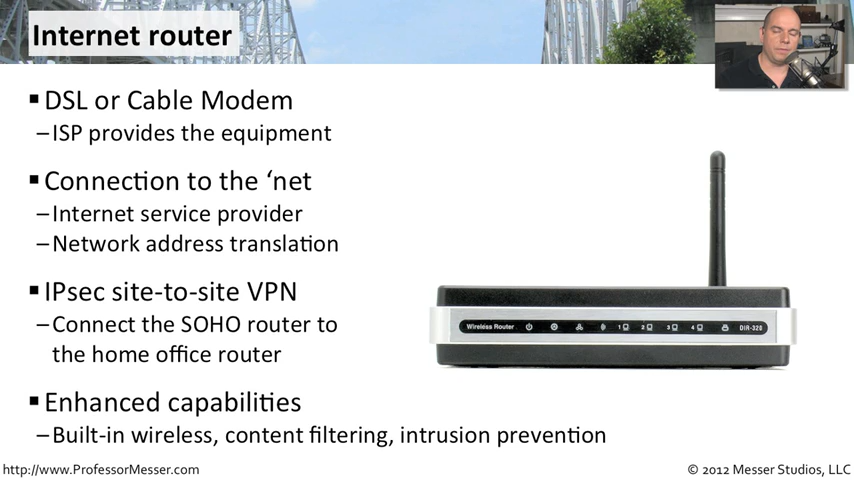 Internet router
▪ DSL or Cable Modem
–ISP provides the equipment
▪ Connection to the ‘net
–Internet service provider
–Network address translation
▪ IPsec site-to-site VPN
–Connect the SOHO router to
the home office router
▪ Enhanced capabilities
–Built-in wireless, content filtering, intrusion prevention
Wireless Router 1 2 3 4 DIR-320
http://www.ProfessorMesser.com
© 2012 Messer Studios, LLC